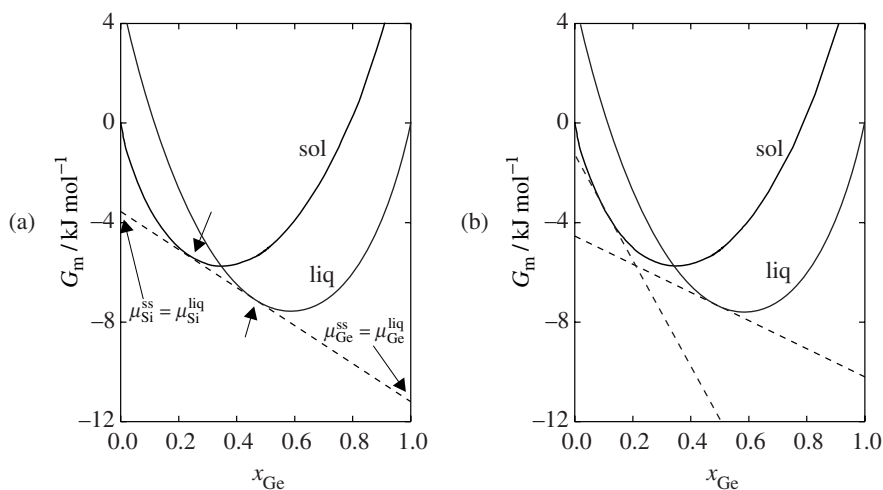 (a)
G_m / kJ mol⁻¹
4
0
−4
−8
−12
0.0 0.2 0.4 0.6 0.8 1.0
x_Ge
sol
liq
μ_Si^ss = μ_Si^liq
μ_Ge^ss = μ_Ge^liq
(b)
G_m / kJ mol⁻¹
4
0
−4
−8
−12
0.0 0.2 0.4 0.6 0.8 1.0
x_Ge
sol
liq